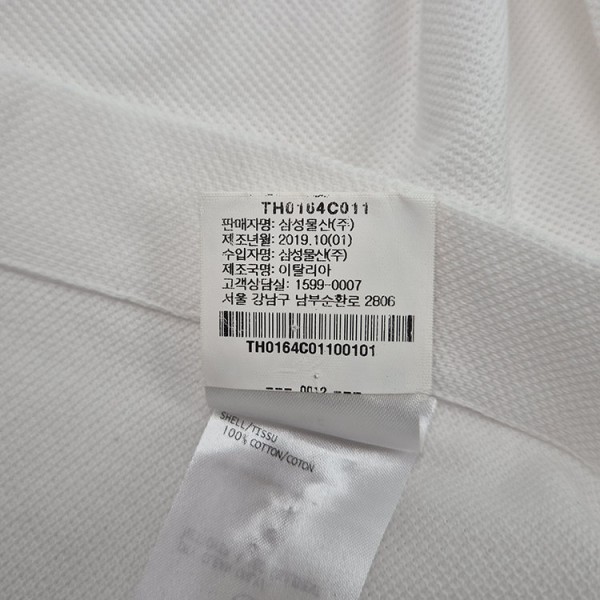 TH0164C011
판매자명: 삼성물산(주)
제조년월: 2019.10(01)
수입자명: 삼성물산(주)
제조국명: 이탈리아
고객상담실: 1599-0007
서울 강남구 남부순환로 2806
TH0164C01100101
0012
SHELL/TISSU
100% COTTON/COTON